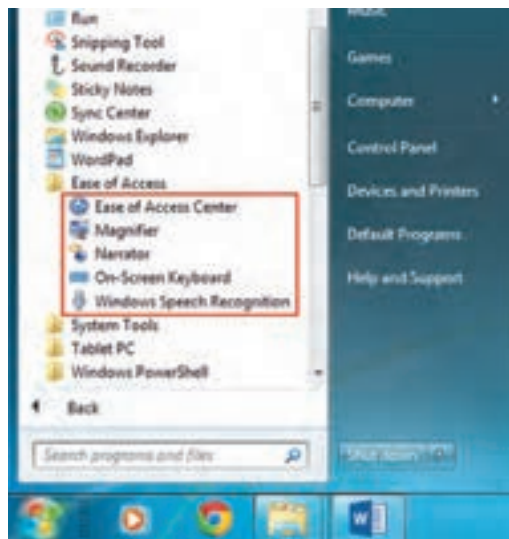 Run
Snipping Tool
Sound Recorder
Sticky Notes
Sync Center
Windows Explorer
WordPad
Ease of Access
Ease of Access Center
Magnifier
Narrator
On-Screen Keyboard
Windows Speech Recognition
System Tools
Tablet PC
Windows PowerShell
Back
Search programs and files
Music
Games
Computer
Control Panel
Devices and Printers
Default Programs
Help and Support
Shut down